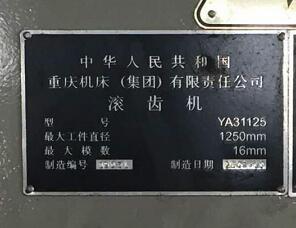 中华人民共和国
重庆机床（集团）有限责任公司
滚齿机
型号 YA31125
最大工件直径 1250mm
最大模数 16mm
制造编号 制造日期